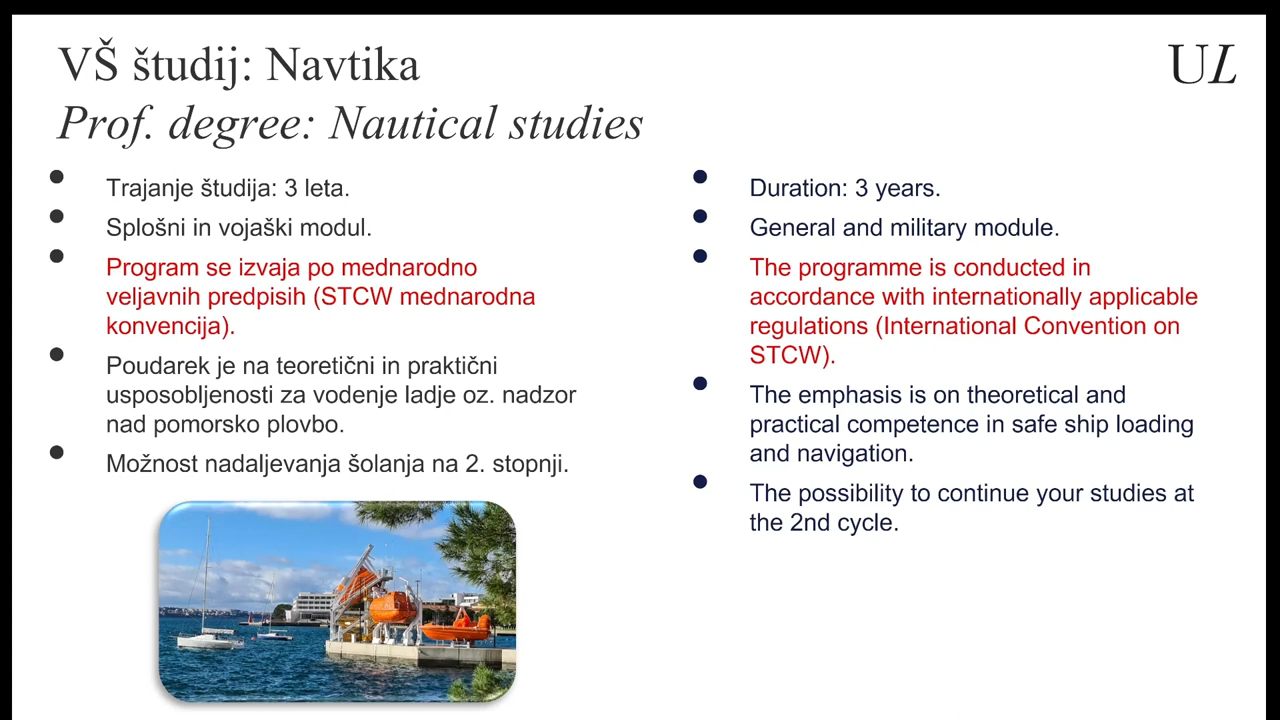 VŠ študij: Navtika
Prof. degree: Nautical studies
UL
Trajanje študija: 3 leta.
Splošni in vojaški modul.
Program se izvaja po mednarodno
veljavnih predpisih (STCW mednarodna
konvencija).
Poudarek je na teoretični in praktični
usposobljenosti za vodenje ladje oz. nadzor
nad pomorsko plovbo.
Možnost nadaljevanja šolanja na 2. stopnji.
Duration: 3 years.
General and military module.
The programme is conducted in
accordance with internationally applicable
regulations (International Convention on
STCW).
The emphasis is on theoretical and
practical competence in safe ship loading
and navigation.
The possibility to continue your studies at
the 2nd cycle.